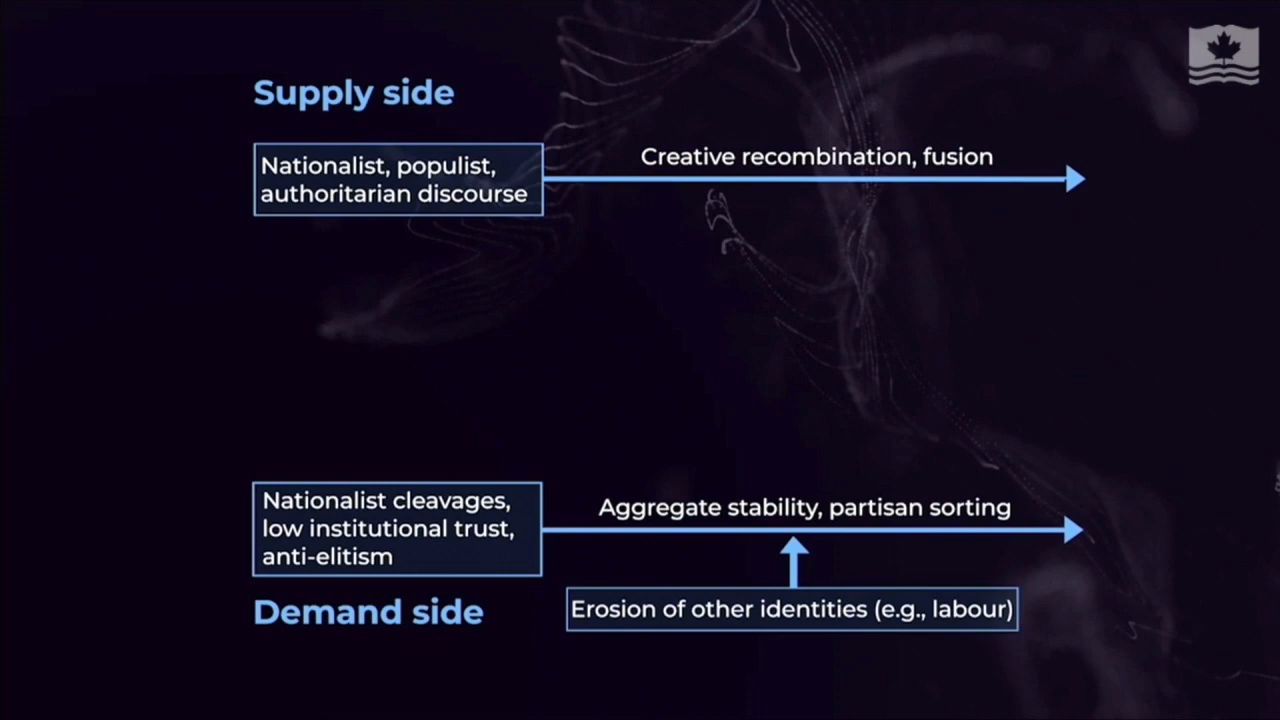 Supply side
Nationalist, populist,
authoritarian discourse
Creative recombination, fusion
Nationalist cleavages,
low institutional trust,
anti-elitism
Aggregate stability, partisan sorting
Demand side
Erosion of other identities (e.g., labour)